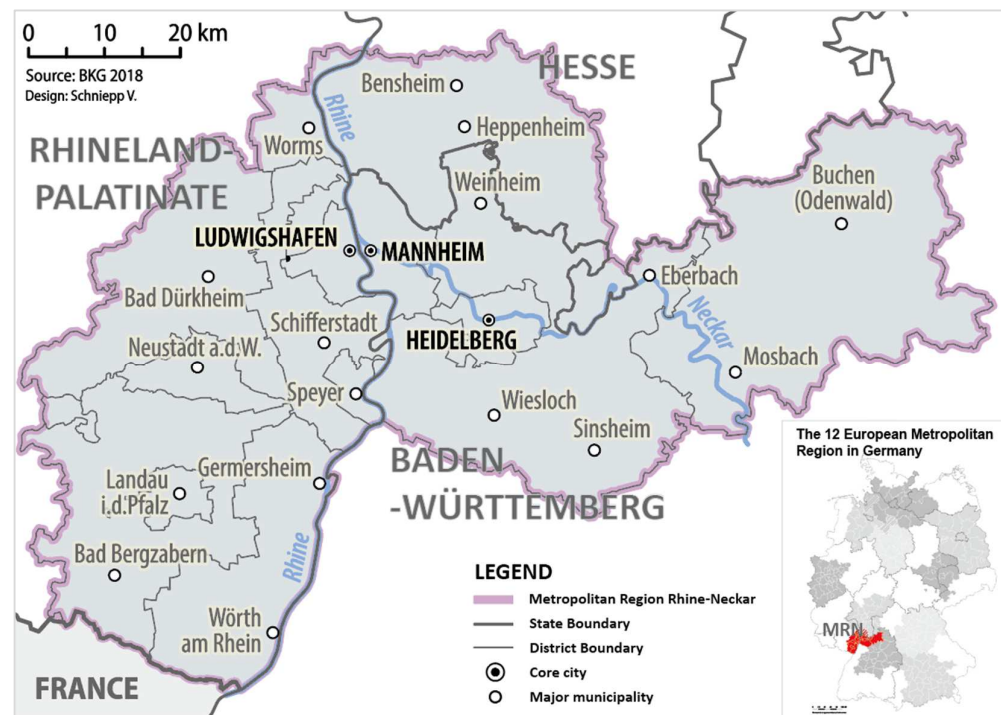 0 10 20 km
Source: BKG 2018
Design: Schniepp V.
HESSE
Bensheim
Rhine
Heppenheim
Worms
RHINELAND-
PALATINATE
Weinheim
Buchen
(Odenwald)
LUDWIGSHAFEN
MANNHEIM
Eberbach
Bad Dürkheim
Schifferstadt
Neckar
HEIDELBERG
Neustadt a.d.W.
Mosbach
Speyer
Wiesloch
Sinsheim
BADEN
-WÜRTTEMBERG
Germersheim
Landau
i.d.Pfalz
Bad Bergzabern
Rhine
Wörth
am Rhein
FRANCE
LEGEND
Metropolitan Region Rhine-Neckar
State Boundary
District Boundary
Core city
Major municipality
The 12 European Metropolitan
Region in Germany
MRN